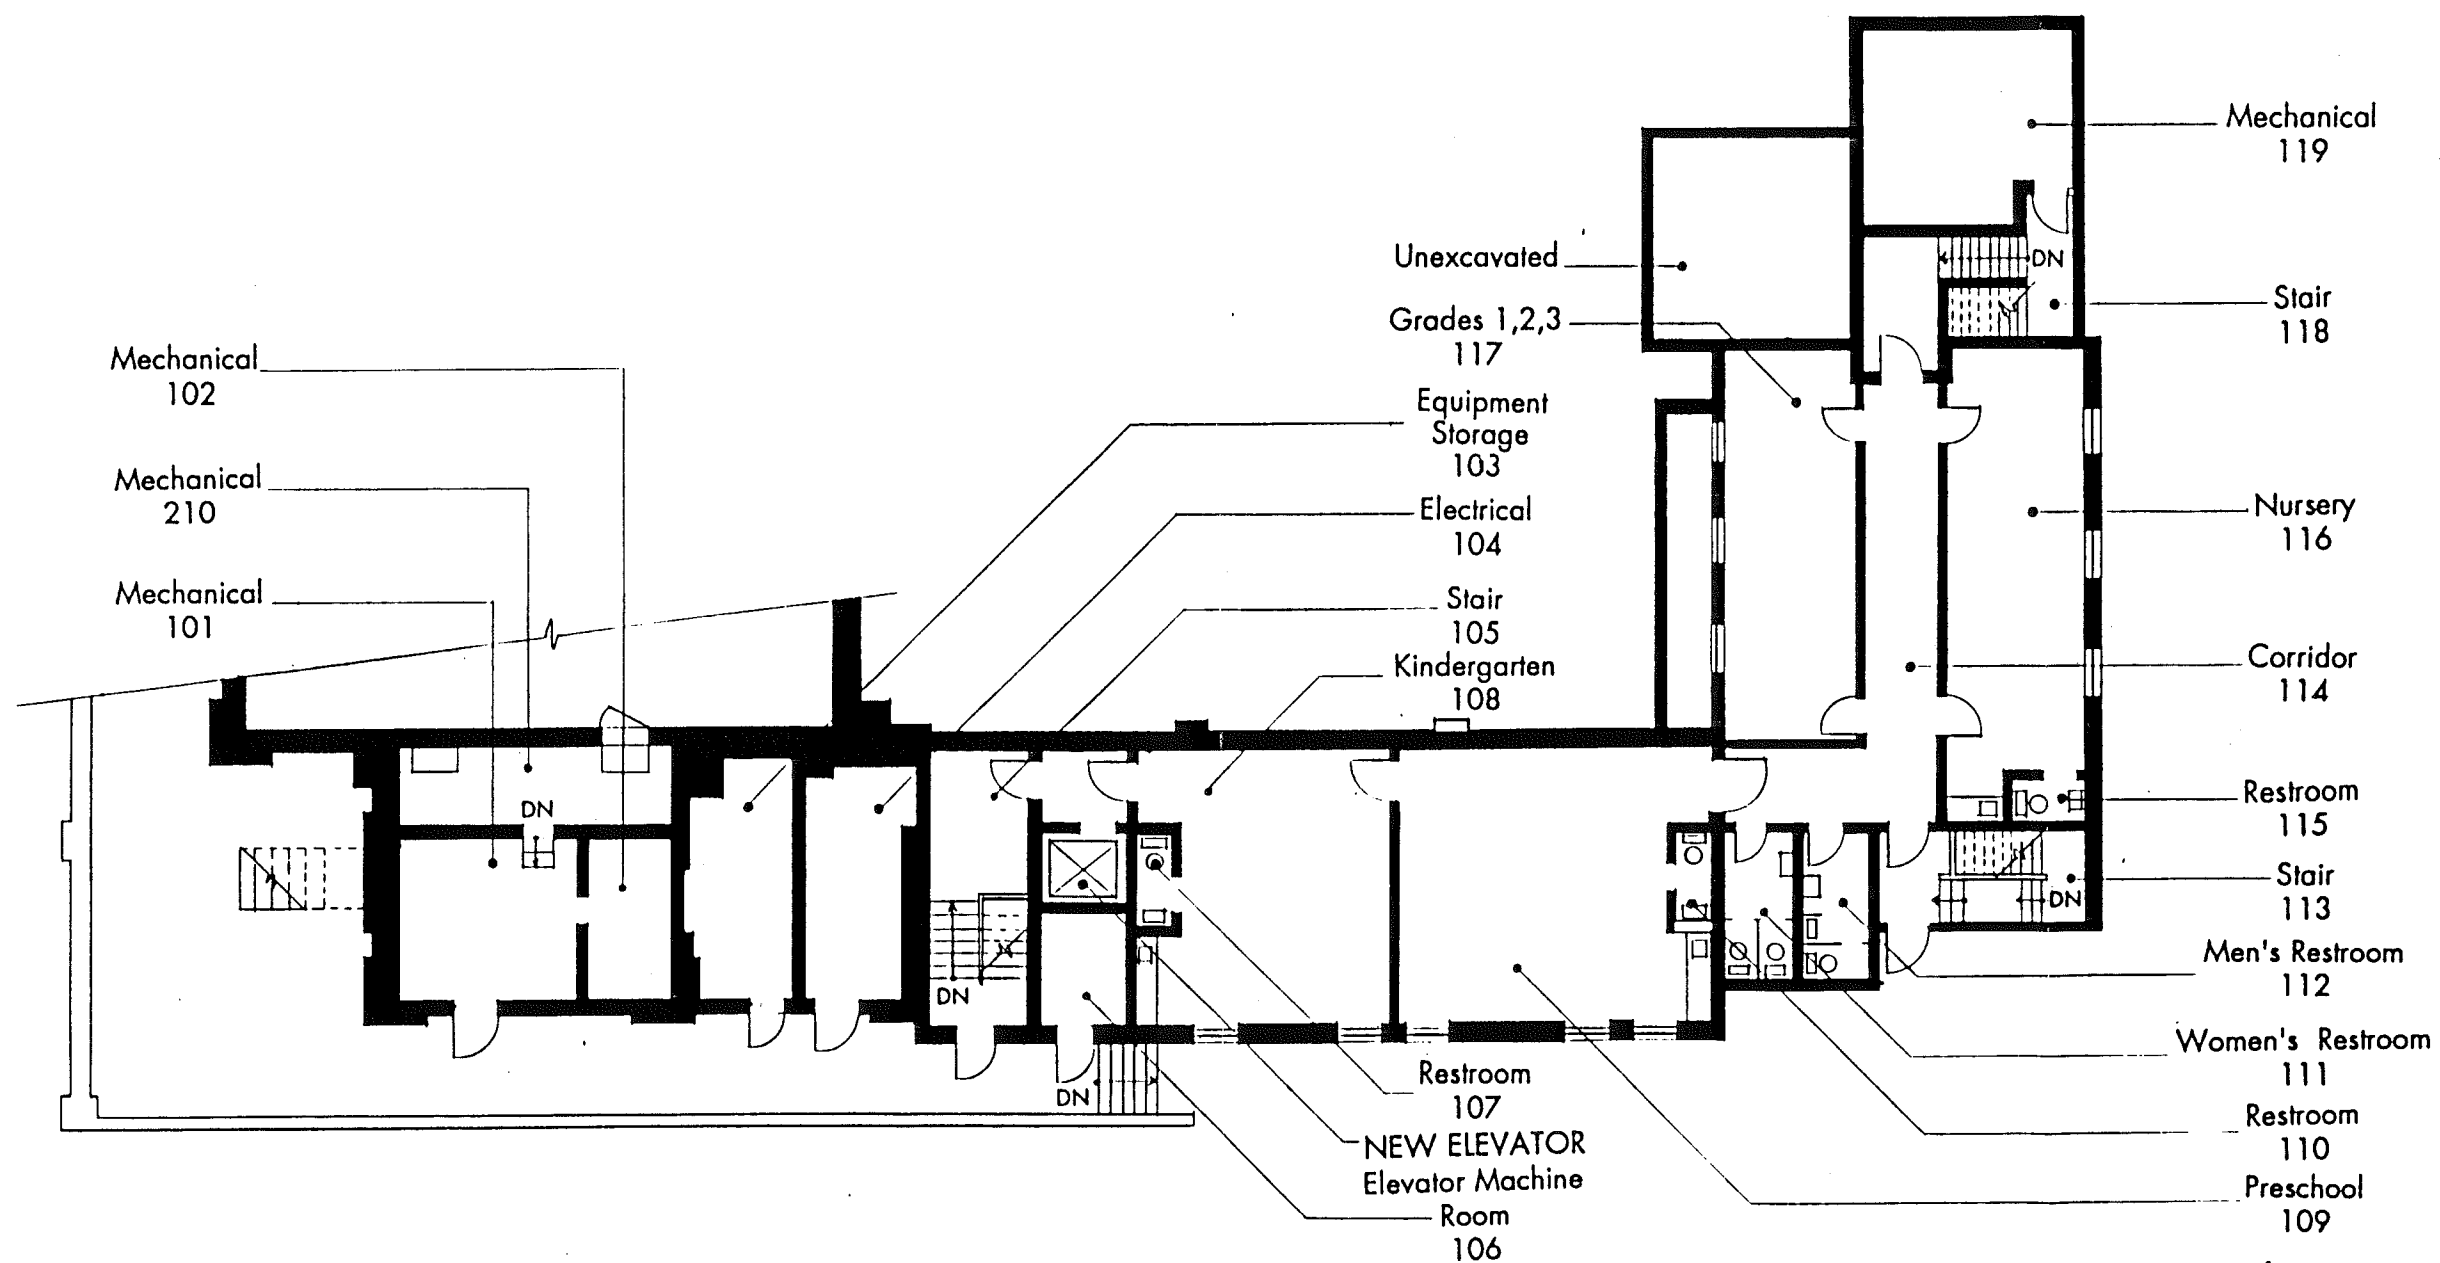 Mechanical
119
Unexcavated
DN
Stair
118
Grades 1,2,3
117
Mechanical
102
Equipment
Storage
103
Mechanical
210
Electrical
104
Nursery
116
Mechanical
101
Stair
105
Kindergarten
108
Corridor
114
DN
Restroom
115
Stair
113
DN
DN
Men's Restroom
112
Women's Restroom
111
DN
Restroom
107
Restroom
110
NEW ELEVATOR
Elevator Machine
Room
106
Preschool
109